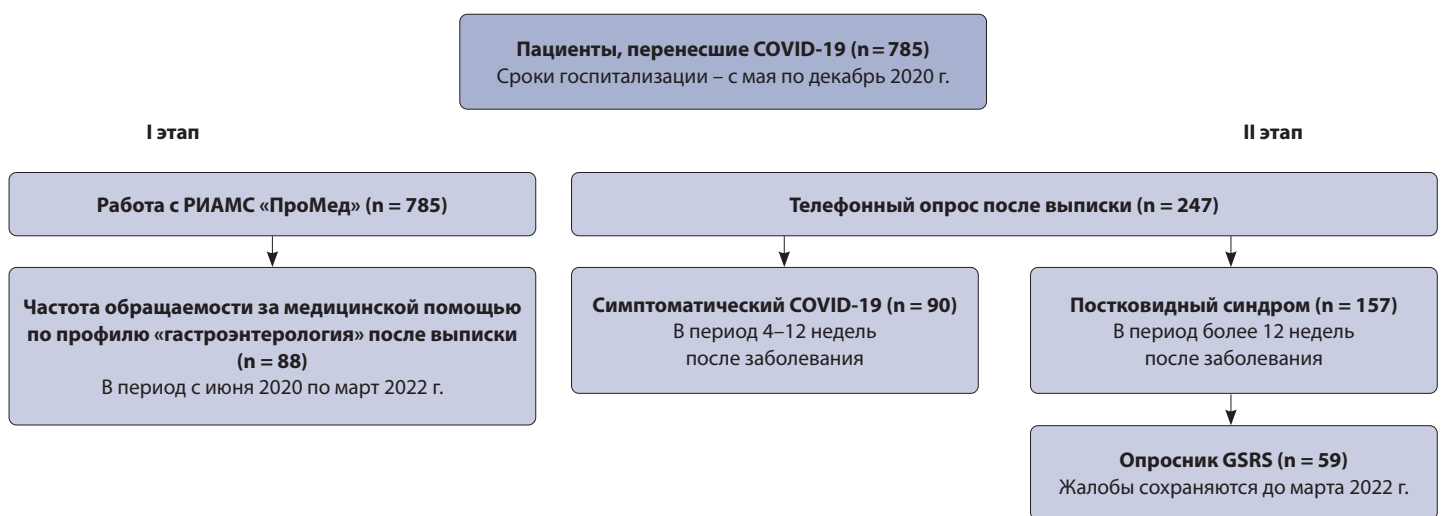 Пациенты, перенесшие COVID-19 (n = 785)
Сроки госпитализации – с мая по декабрь 2020 г.
I этап
II этап
Работа с РИАМС «ПроМед» (n = 785)
Телефонный опрос после выписки (n = 247)
Частота обращаемости за медицинской помощью
по профилю «гастроэнтерология» после выписки
(n = 88)
В период с июня 2020 по март 2022 г.
Симптоматический COVID-19 (n = 90)
В период 4–12 недель
после заболевания
Постковидный синдром (n = 157)
В период более 12 недель
после заболевания
Опросник GSRS (n = 59)
Жалобы сохраняются до марта 2022 г.